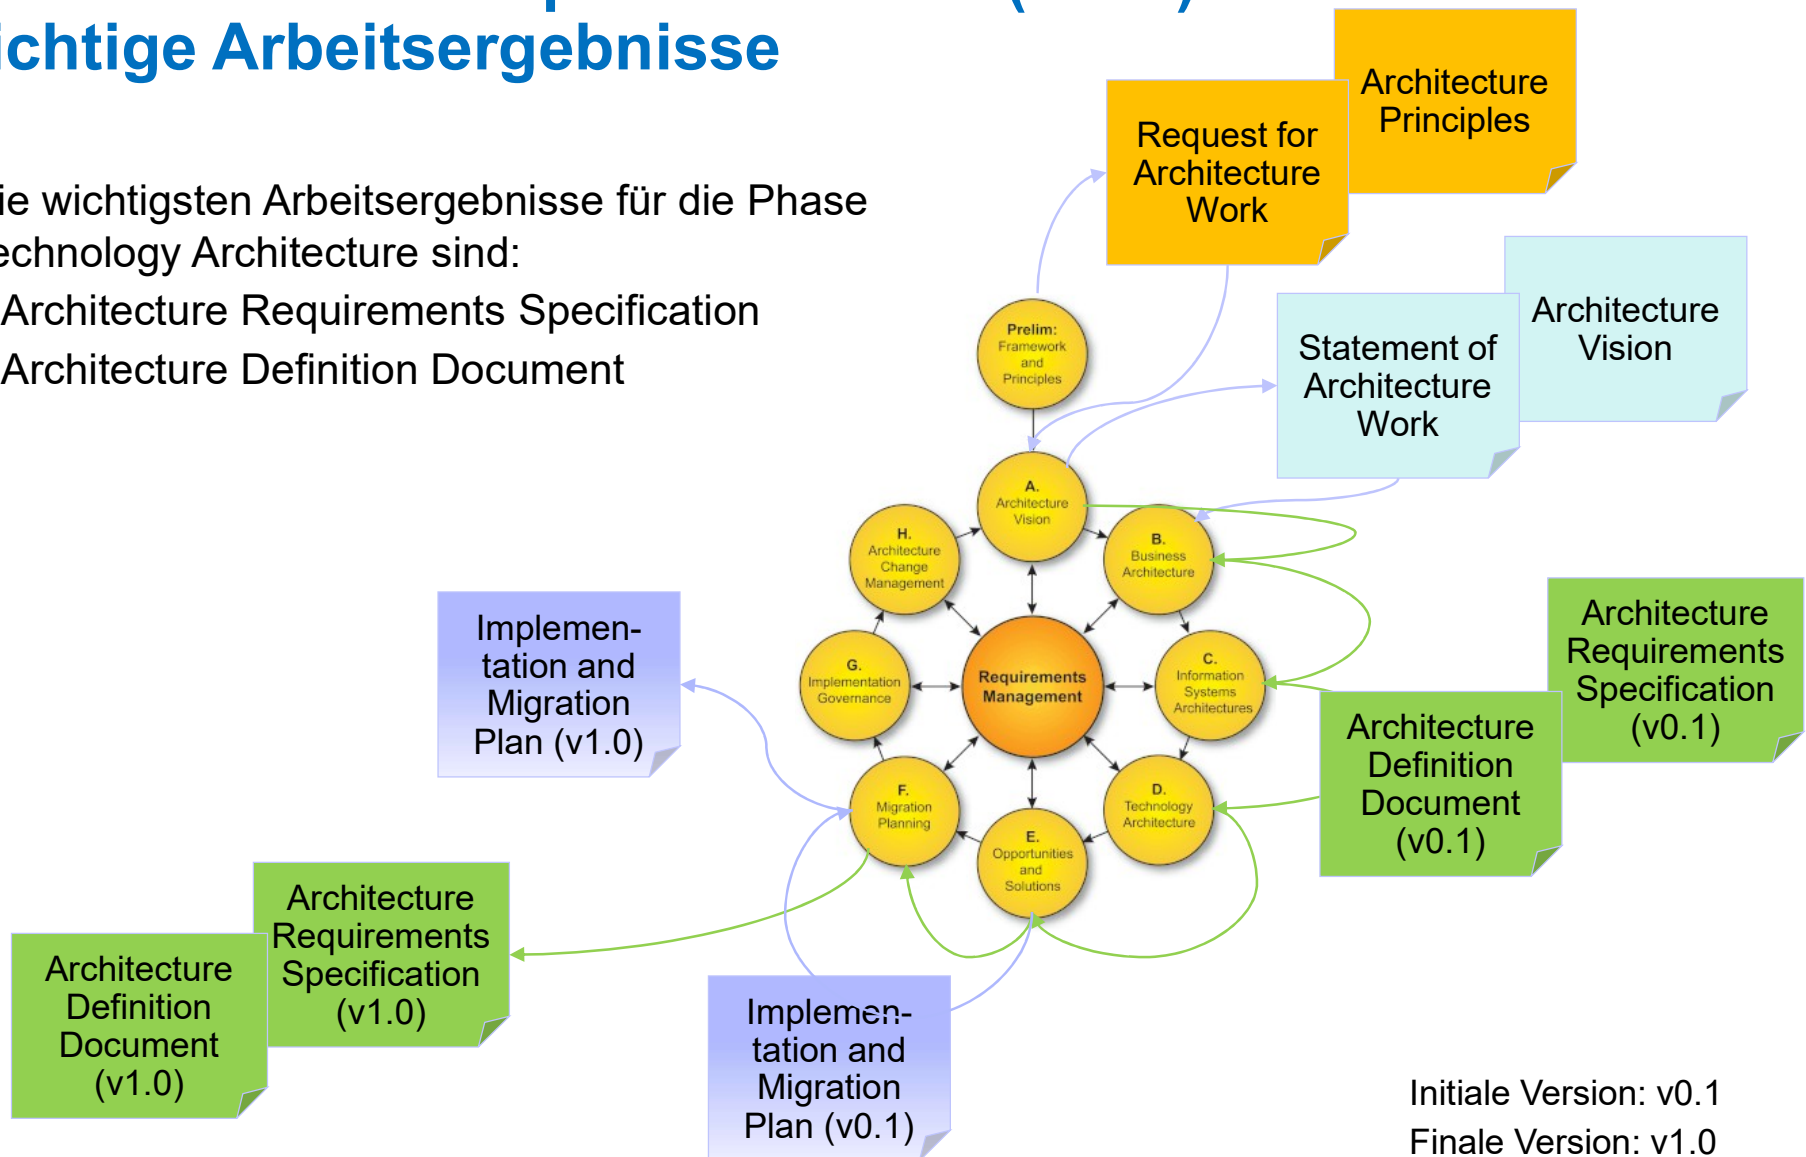 ichtige Arbeitsergebnisse
ie wichtigsten Arbeitsergebnisse für die Phase
echnology Architecture sind:
Architecture Requirements Specification
Architecture Definition Document
Architecture
Principles
Request for
Architecture
Work
Architecture
Vision
Statement of
Architecture
Work
Prelim:
Framework
and
Principles
A.
Architecture
Vision
B.
Business
Architecture
C.
Information
Systems
Architectures
D.
Technology
Architecture
E.
Opportunities
and
Solutions
F.
Migration
Planning
G.
Implementation
Governance
H.
Architecture
Change
Management
Requirements
Management
Implemen-
tation and
Migration
Plan (v1.0)
Architecture
Requirements
Specification
(v0.1)
Architecture
Definition
Document
(v0.1)
Architecture
Requirements
Specification
(v1.0)
Architecture
Definition
Document
(v1.0)
Implemen-
tation and
Migration
Plan (v0.1)
Initiale Version: v0.1
Finale Version: v1.0